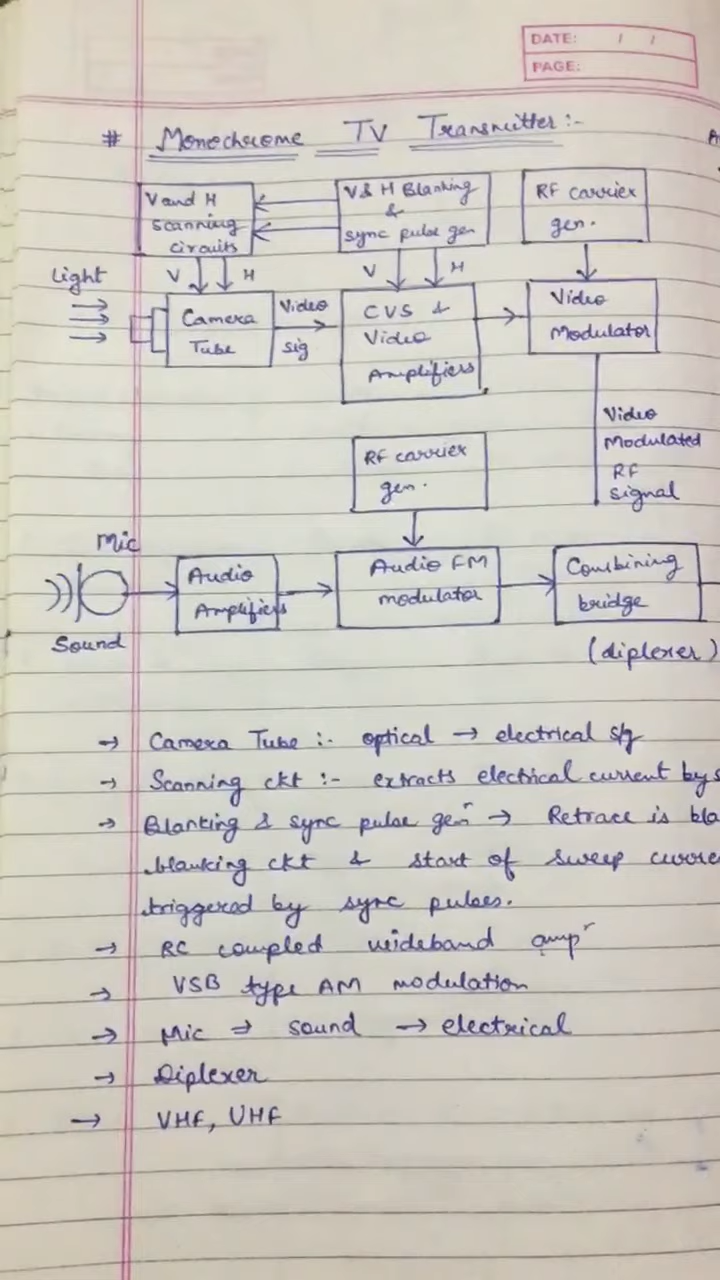 DATE: / /
PAGE:
# Monochrome TV Transmitter :-
V and H
scanning
circuits
V & H Blanking
&
sync pulse gen
RF carrier
gen.
V H
V H
Light
Camera
Tube
Video
sig
CVS &
Video
Amplifiers
Video
Modulator
Video
Modulated
RF
signal
RF carrier
gen.
Mic
Sound
Audio
Amplifiers
Audio FM
modulator
Combining
bridge
(diplexer)
→ Camera Tube :- optical → electrical s/g
→ Scanning ckt :- extracts electrical current by s
→ Blanking & sync pulse genʳ → Retrace is bla
blanking ckt & start of sweep curre
triggered by sync pulses.
→ RC coupled wideband ampʳ
→ VSB type AM modulation
→ Mic ⇒ sound → electrical
→ Diplexer
→ VHF, UHF